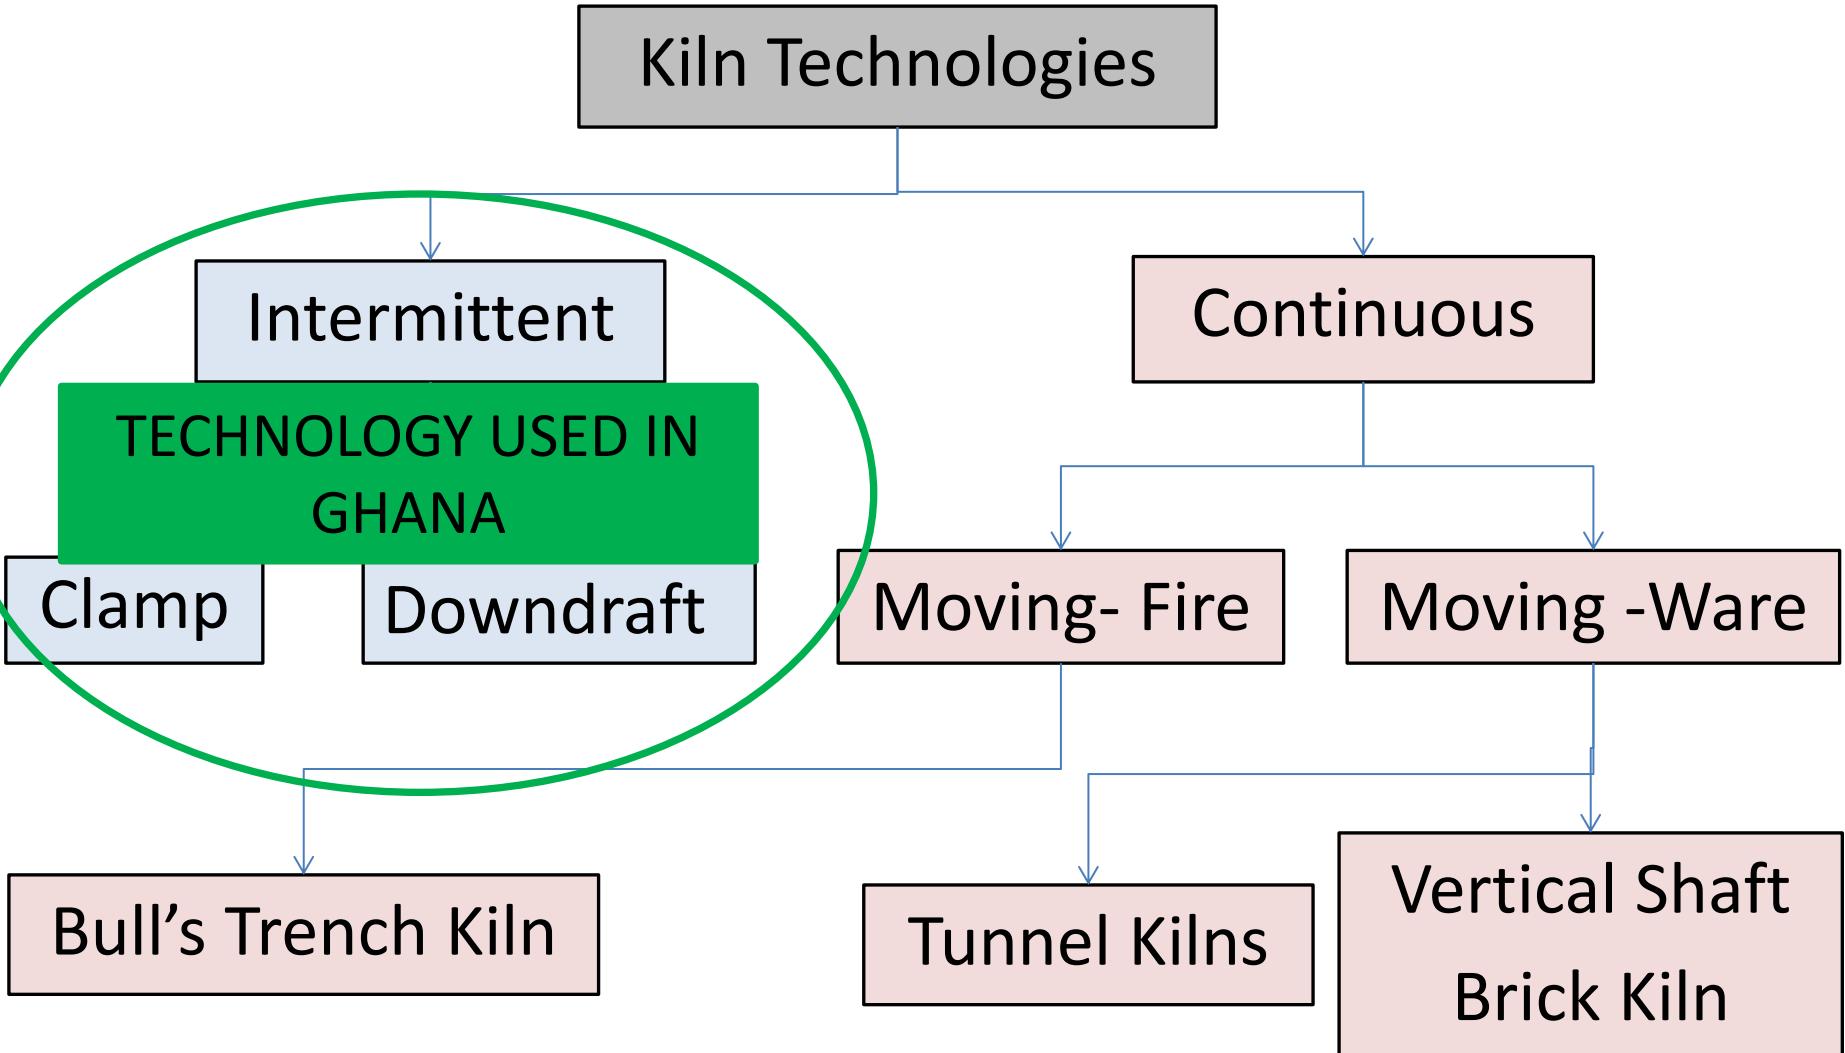 Kiln Technologies
Intermittent
Continuous
TECHNOLOGY USED IN
GHANA
Clamp
Downdraft
Moving- Fire
Moving -Ware
Bull’s Trench Kiln
Tunnel Kilns
Vertical Shaft
Brick Kiln